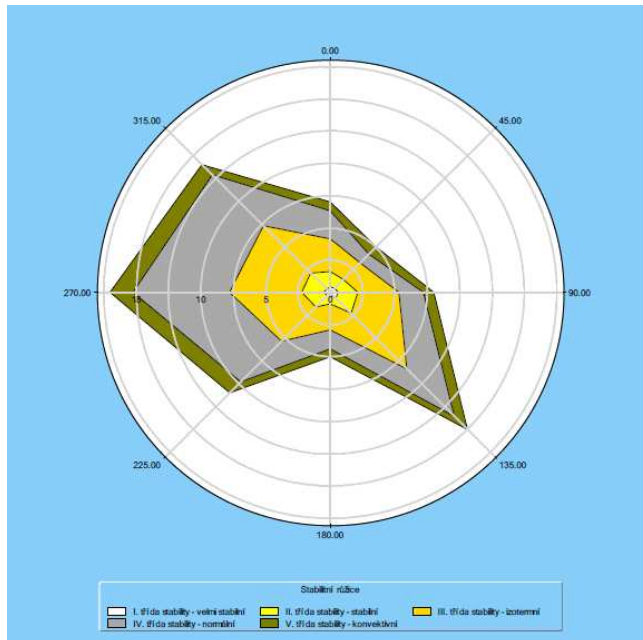 0.00
315.00 45.00
270.00 15 10 5 0 90.00
225.00 135.00
180.00
Stabilitní růžice
I. třída stability - velmi stabilní II. třída stability - stabilní III. třída stability - izotermní
IV. třída stability - normální V. třída stability - konvektivní